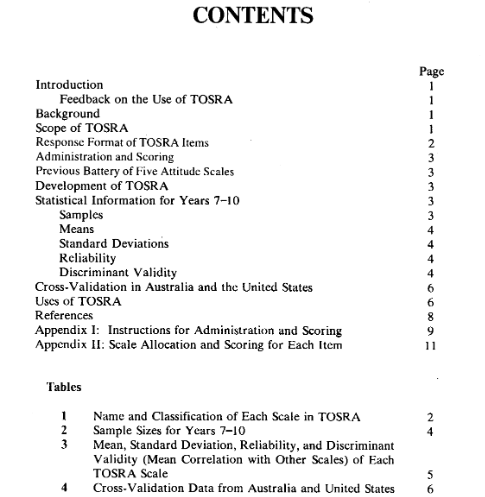 CONTENTS
Page
Introduction 1
Feedback on the Use of TOSRA 1
Background 1
Scope of TOSRA 1
Response Format of TOSRA Items 2
Administration and Scoring 3
Previous Battery of Five Attitude Scales 3
Development of TOSRA 3
Statistical Information for Years 7–10 3
Samples 3
Means 4
Standard Deviations 4
Reliability 4
Discriminant Validity 4
Cross-Validation in Australia and the United States 6
Uses of TOSRA 6
References 8
Appendix I: Instructions for Administration and Scoring 9
Appendix II: Scale Allocation and Scoring for Each Item 11
Tables
1 Name and Classification of Each Scale in TOSRA 2
2 Sample Sizes for Years 7–10 4
3 Mean, Standard Deviation, Reliability, and Discriminant
Validity (Mean Correlation with Other Scales) of Each
TOSRA Scale 5
4 Cross-Validation Data from Australia and United States 6